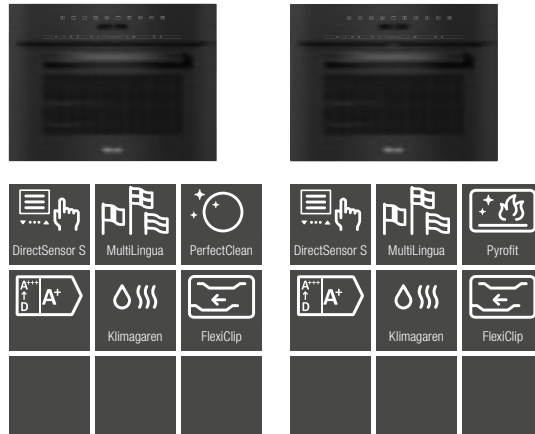 DirectSensor S
MultiLingua
PerfectClean
DirectSensor S
MultiLingua
Pyrofit
A+++
D
A+
A+++
D
A+
Klimagaren
FlexiClip
Klimagaren
FlexiClip